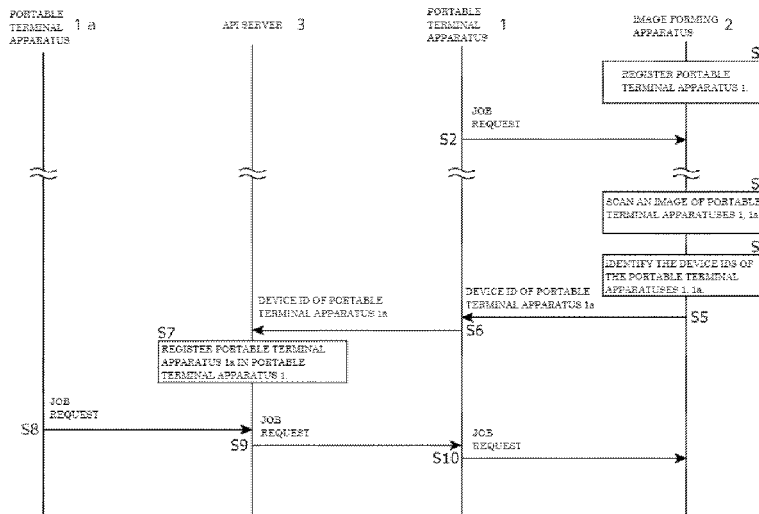 PORTABLE
TERMINAL
APPARATUS
1 a
API SERVER
3
PORTABLE
TERMINAL
APPARATUS
1
IMAGE FORMING
APPARATUS
2
S
REGISTER PORTABLE
TERMINAL APPARATUS 1.
JOB
REQUEST
S2
S
SCAN AN IMAGE OF PORTABLE
TERMINAL APPARATUSES 1, 1a
S
IDENTIFY THE DEVICE IDS OF
THE PORTABLE TERMINAL
APPARATUSES 1, 1a.
DEVICE ID OF PORTABLE
TERMINAL APPARATUS 1a
S5
DEVICE ID OF PORTABLE
TERMINAL APPARATUS 1a
S6
S7
REGISTER PORTABLE TERMINAL
APPARATUS 1a IN PORTABLE
TERMINAL APPARATUS 1.
JOB
REQUEST
S8
JOB
REQUEST
S9
JOB
REQUEST
S10